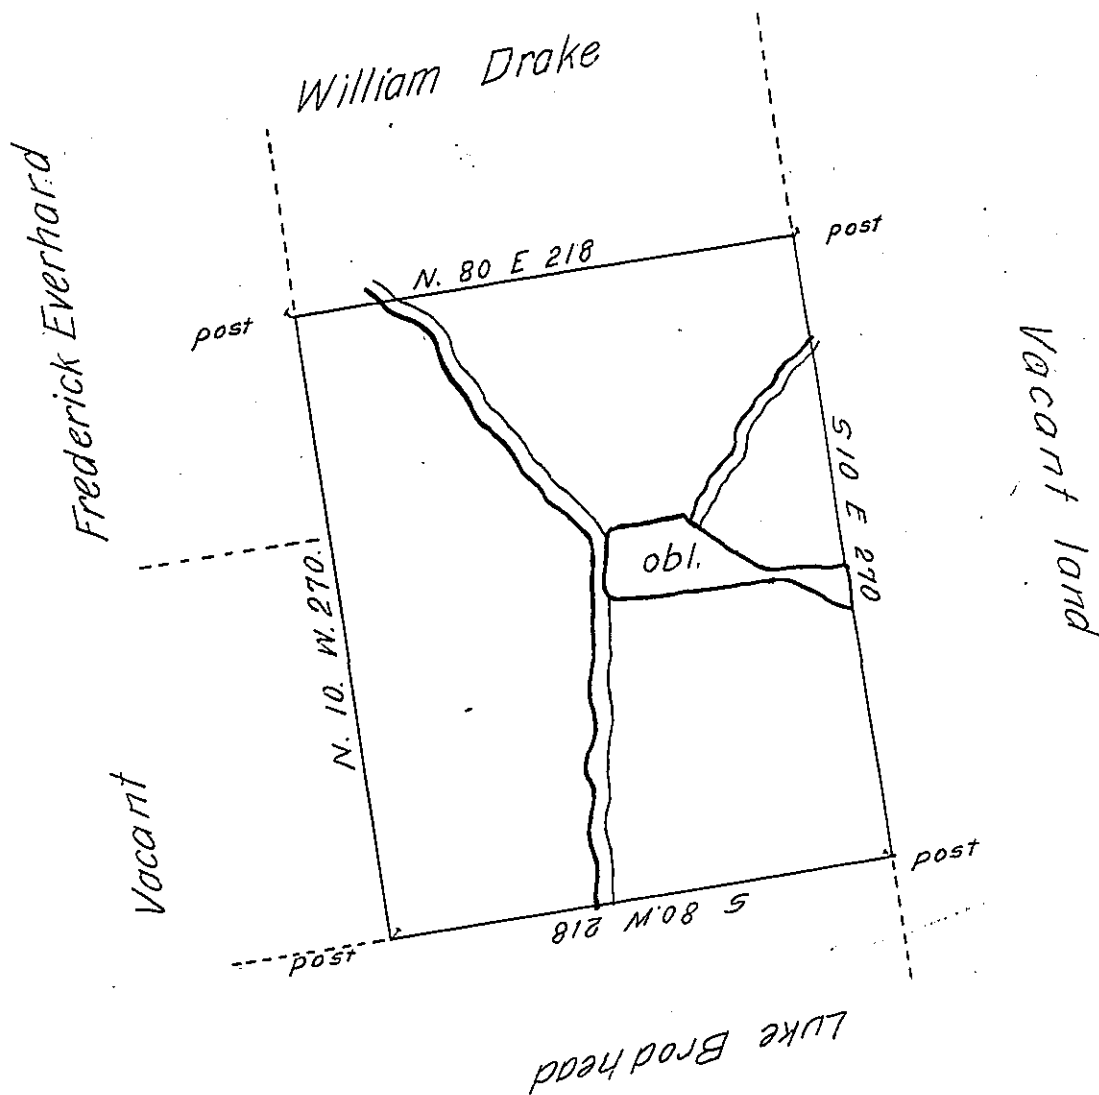 William Drake
Frederick Everhard
post
N. 80 E 218
post
S 10 E 270
Vacant land
obl.
N. 10. W. 270.
Vacant
post
S 80.W 218
post
Luke Brodhead